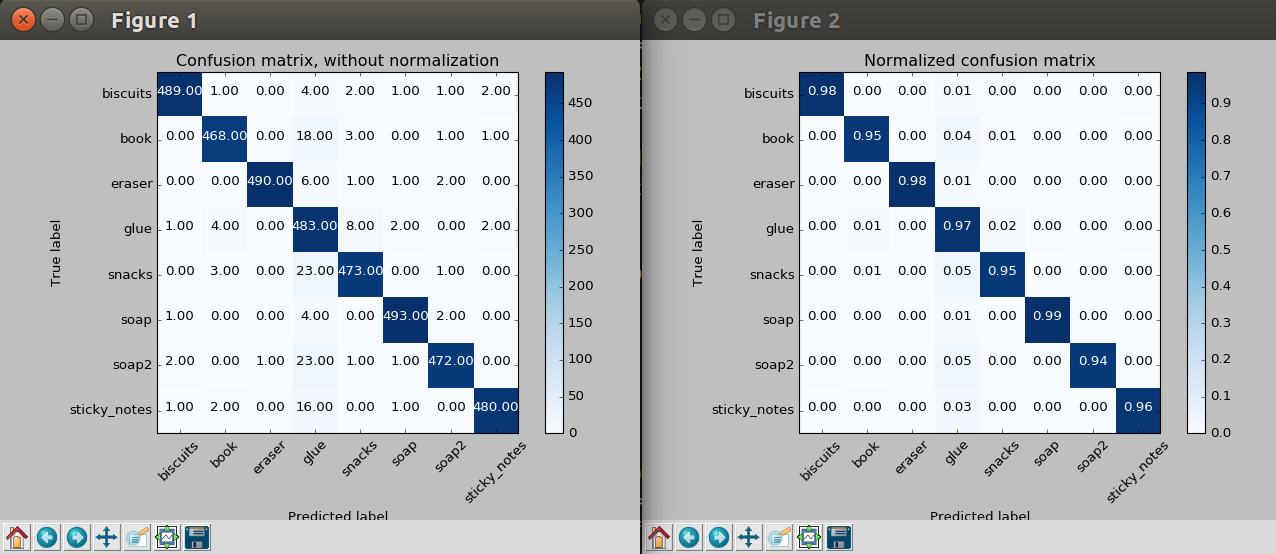 Figure 1
Confusion matrix, without normalization
biscuits 489.00 1.00 0.00 4.00 2.00 1.00 1.00 2.00 450
book 0.00 468.00 0.00 18.00 3.00 0.00 1.00 1.00 400
eraser 0.00 0.00 490.00 6.00 1.00 1.00 2.00 0.00 350
300
glue 1.00 4.00 0.00 483.00 8.00 2.00 0.00 2.00 250
True label
snacks 0.00 3.00 0.00 23.00 473.00 0.00 1.00 0.00 200
soap 1.00 0.00 0.00 4.00 0.00 493.00 2.00 0.00 150
100
soap2 2.00 0.00 1.00 23.00 1.00 1.00 472.00 0.00 50
sticky_notes 1.00 2.00 0.00 16.00 0.00 1.00 0.00 480.00 0
biscuits book eraser glue snacks soap soap2 sticky_notes
Predicted label
Figure 2
Normalized confusion matrix
biscuits 0.98 0.00 0.00 0.01 0.00 0.00 0.00 0.00 0.9
book 0.00 0.95 0.00 0.04 0.01 0.00 0.00 0.00 0.8
eraser 0.00 0.00 0.98 0.01 0.00 0.00 0.00 0.00 0.7
0.6
glue 0.00 0.01 0.00 0.97 0.02 0.00 0.00 0.00 0.5
True label
snacks 0.00 0.01 0.00 0.05 0.95 0.00 0.00 0.00 0.4
soap 0.00 0.00 0.00 0.01 0.00 0.99 0.00 0.00 0.3
0.2
soap2 0.00 0.00 0.00 0.05 0.00 0.00 0.94 0.00 0.1
sticky_notes 0.00 0.00 0.00 0.03 0.00 0.00 0.00 0.96 0.0
biscuits book eraser glue snacks soap soap2 sticky_notes
Predicted label